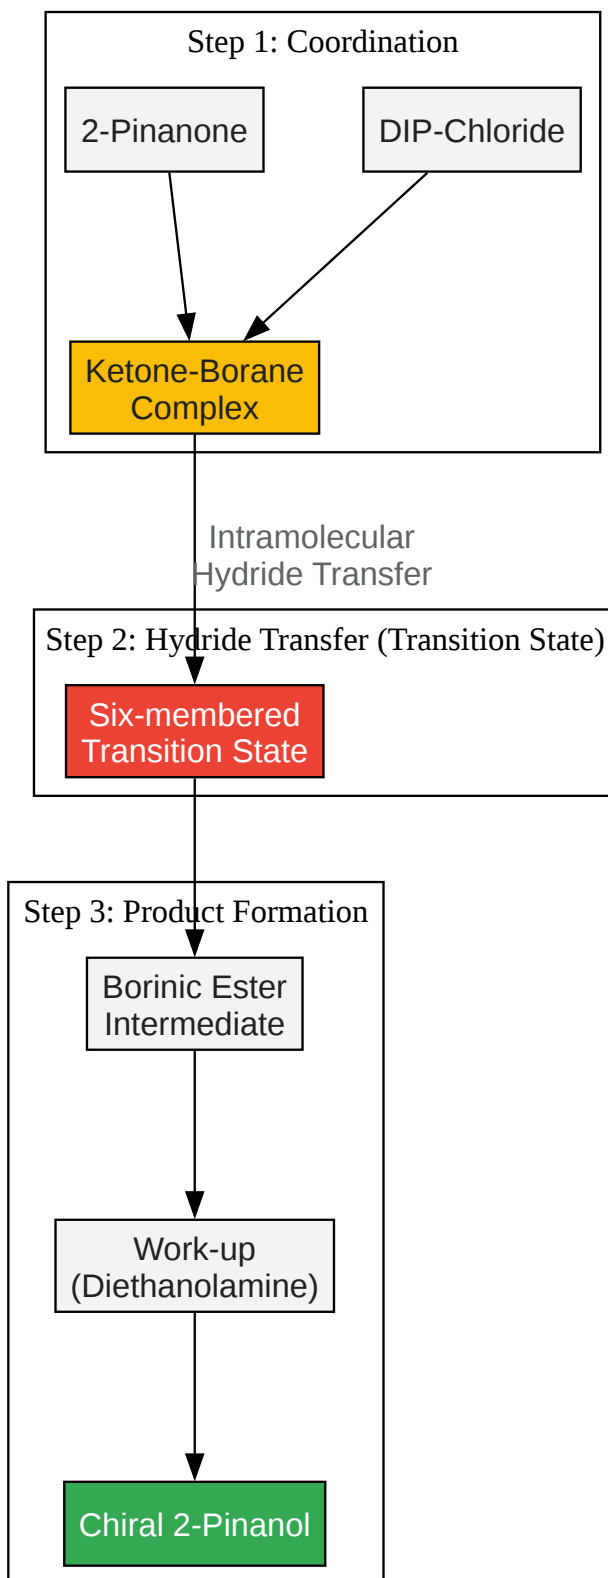 Step 1: Coordination
2-Pinanone
DIP-Chloride
Ketone-Borane
Complex
Intramolecular
Hydride Transfer
Step 2: Hydride Transfer (Transition State)
Six-membered
Transition State
Step 3: Product Formation
Borinic Ester
Intermediate
Work-up
(Diethanolamine)
Chiral 2-Pinanol